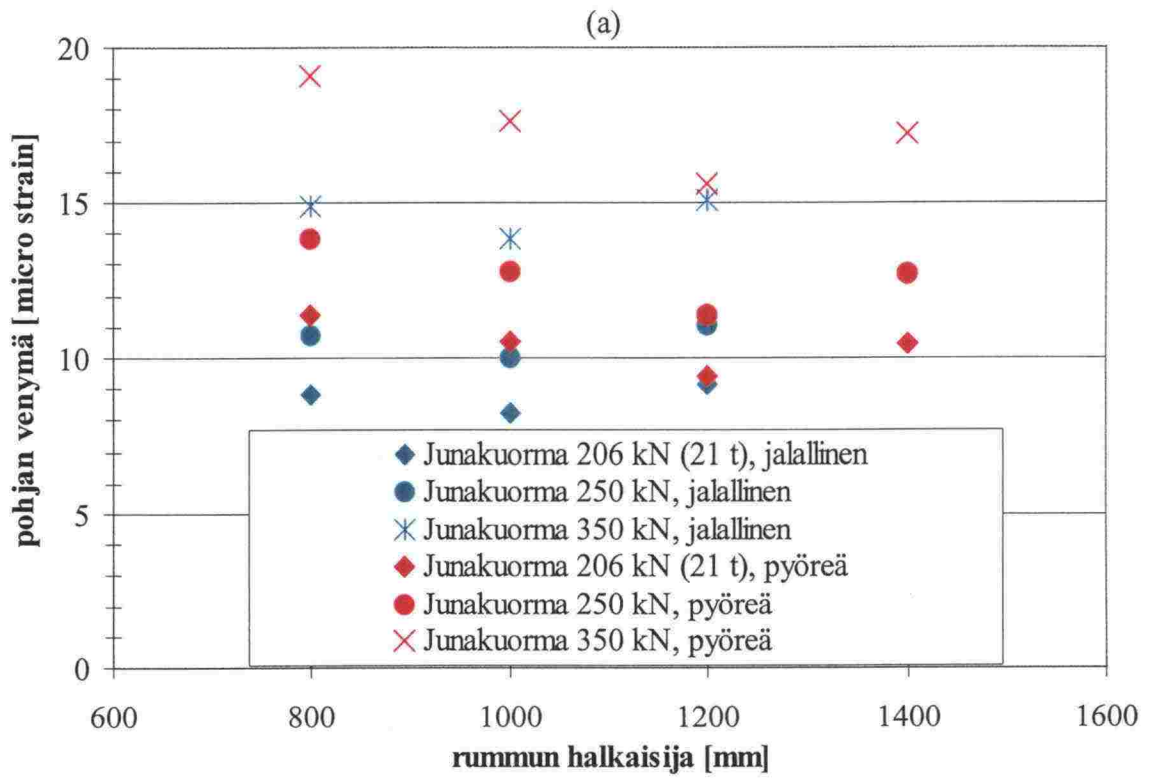 (a)
20
15
10
5
0
pohjan venymä [micro strain]
Junakuorma 206 kN (21 t), jalallinen
Junakuorma 250 kN, jalallinen
Junakuorma 350 kN, jalallinen
Junakuorma 206 kN (21 t), pyöreä
Junakuorma 250 kN, pyöreä
Junakuorma 350 kN, pyöreä
600 800 1000 1200 1400 1600
rummun halkaisija [mm]